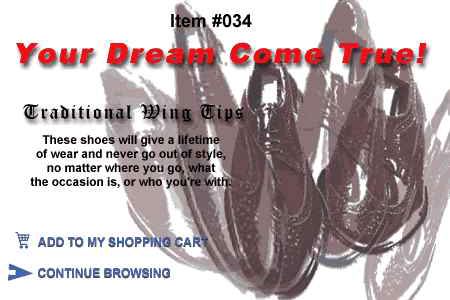 Item #034
Your Dream Come True!
Traditional Wing Tips
These shoes will give a lifetime
of wear and never go out of style,
no matter where you go, what
the occasion is, or who you're with.
ADD TO MY SHOPPING CART
CONTINUE BROWSING